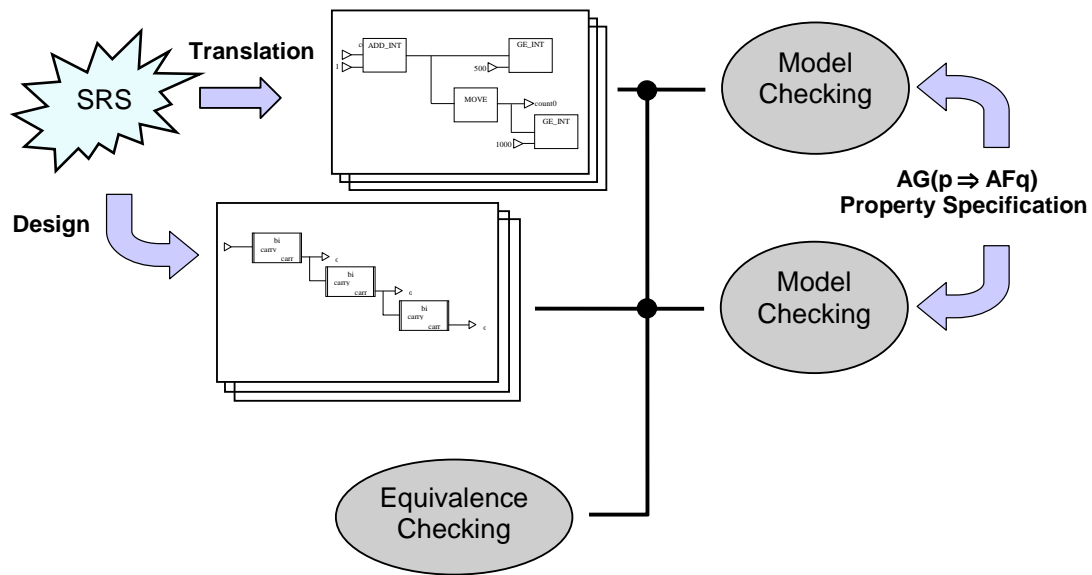 SRS
Translation
c
ADD_INT
1
GE_INT
500
MOVE
count0
GE_INT
1000
Model
Checking
AG(p ⇒ AFq)
Property Specification
Design
bi
carry
carr
c
bi
carry
carr
c
bi
carry
carr
c
Model
Checking
Equivalence
Checking